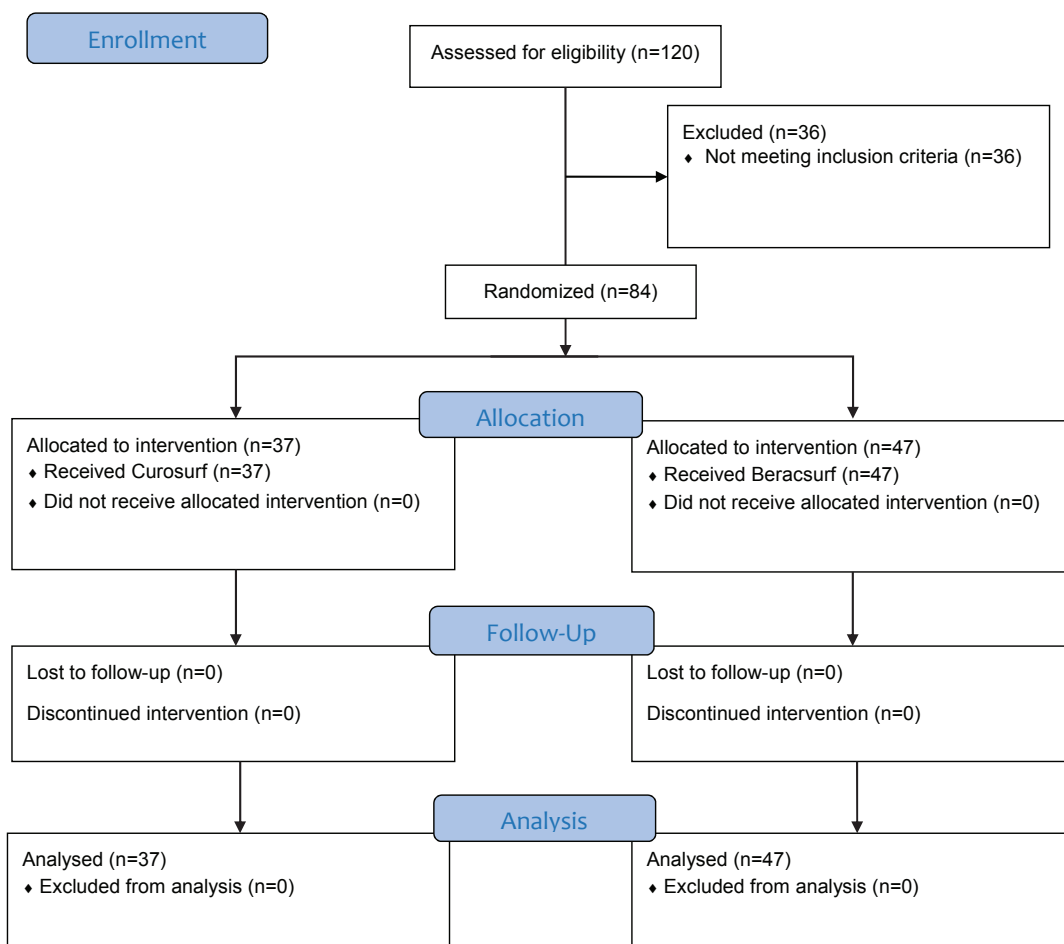 Enrollment
Assessed for eligibility (n=120)
Excluded (n=36)
♦ Not meeting inclusion criteria (n=36)
Randomized (n=84)
Allocation
Allocated to intervention (n=37)
♦ Received Curosurf (n=37)
♦ Did not receive allocated intervention (n=0)
Allocated to intervention (n=47)
♦ Received Beracsurf (n=47)
♦ Did not receive allocated intervention (n=0)
Follow-Up
Lost to follow-up (n=0)
Discontinued intervention (n=0)
Lost to follow-up (n=0)
Discontinued intervention (n=0)
Analysis
Analysed (n=37)
♦ Excluded from analysis (n=0)
Analysed (n=47)
♦ Excluded from analysis (n=0)